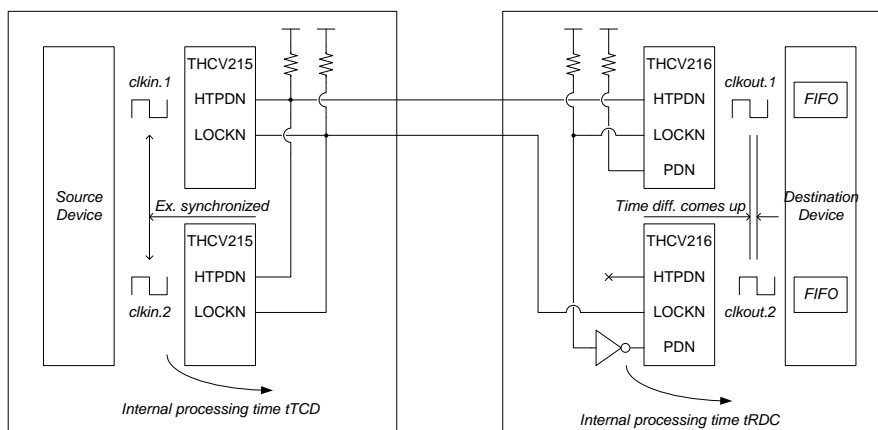 THCV215
clkin.1
HTPDN
LOCKN
Source
Device
Ex. synchronized
THCV215
HTPDN
LOCKN
clkin.2
Internal processing time tTCD
THCV216
clkout.1
HTPDN
FIFO
LOCKN
PDN
Time diff. comes up
Destination
Device
THCV216
HTPDN
FIFO
LOCKN
clkout.2
PDN
Internal processing time tRDC